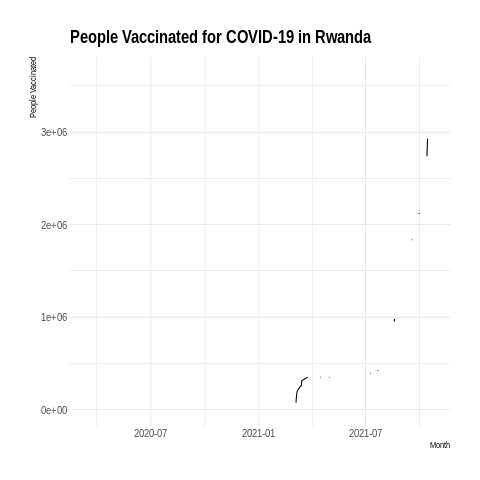 People Vaccinated for COVID-19 in Rwanda
People Vaccinated
3e+06
2e+06
1e+06
0e+00
2020-07 2021-01 2021-07
Month